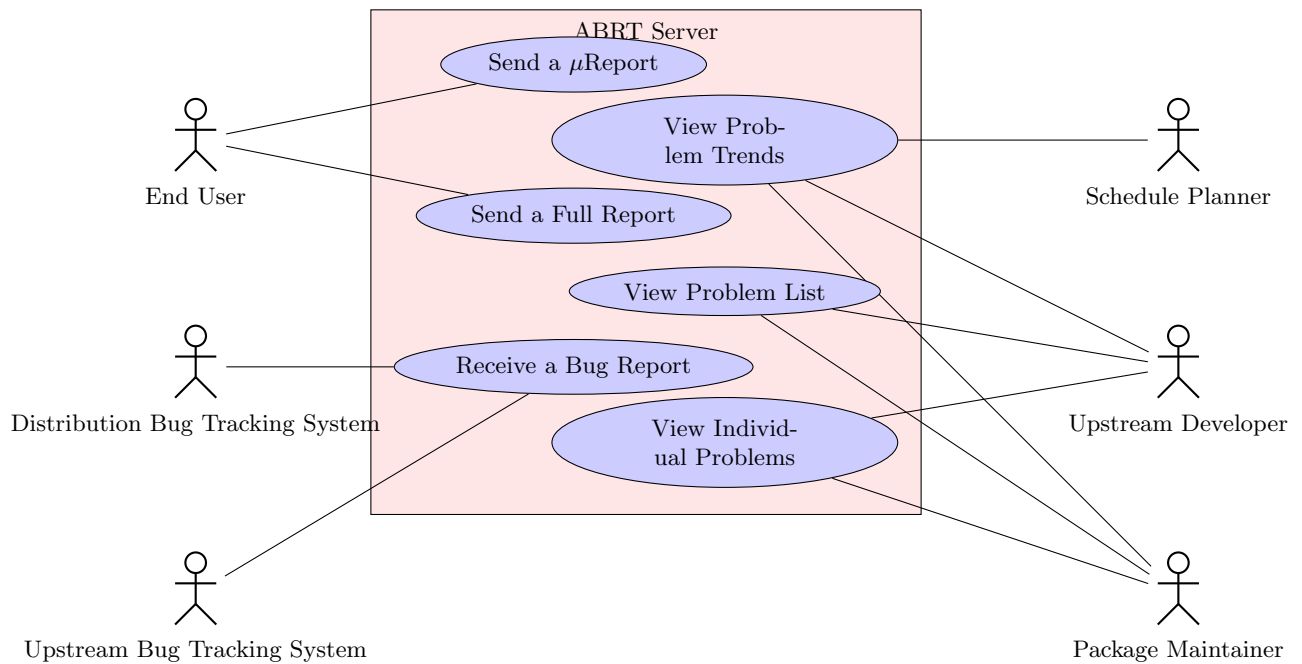 ABRT Server
Send a μReport
View Prob-
lem Trends
End User
Schedule Planner
Send a Full Report
View Problem List
Receive a Bug Report
Distribution Bug Tracking System
Upstream Developer
View Individ-
ual Problems
Upstream Bug Tracking System
Package Maintainer